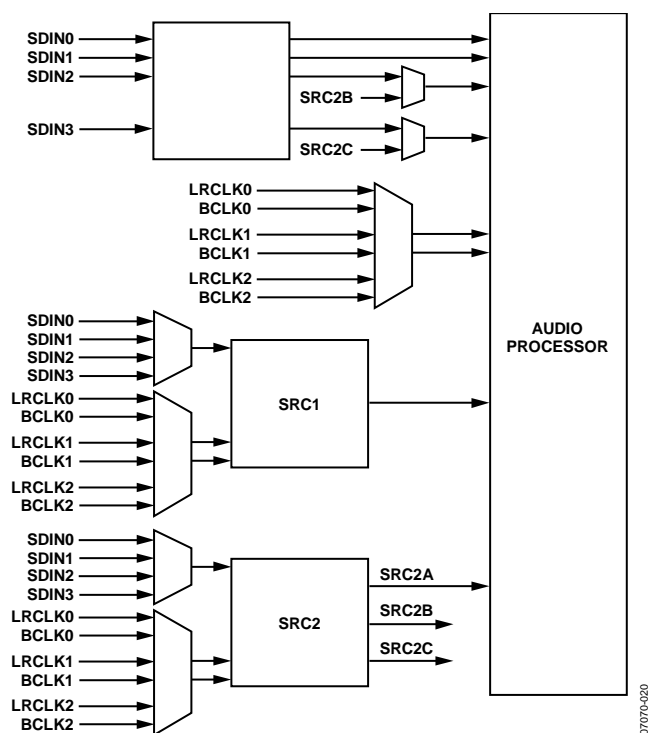 SDIN0
SDIN1
SDIN2
SRC2B
SDIN3
SRC2C
LRCLK0
BCLK0
LRCLK1
BCLK1
LRCLK2
BCLK2
AUDIO
PROCESSOR
SDIN0
SDIN1
SDIN2
SDIN3
LRCLK0
BCLK0
LRCLK1
BCLK1
LRCLK2
BCLK2
SRC1
SDIN0
SDIN1
SDIN2
SDIN3
LRCLK0
BCLK0
LRCLK1
BCLK1
LRCLK2
BCLK2
SRC2
SRC2A
SRC2B
SRC2C
07070-020